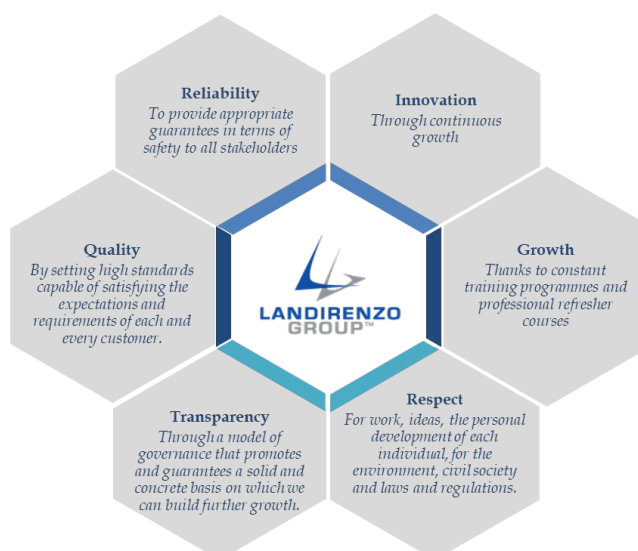 Reliability
To provide appropriate
guarantees in terms of
safety to all stakeholders
Innovation
Through continuous
growth
Quality
By setting high standards
capable of satisfying the
expectations and
requirements of each and
every customer.
LANDIRENZO
GROUP™
Growth
Thanks to constant
training programmes and
professional refresher
courses
Transparency
Through a model of
governance that promotes
and guarantees a solid and
concrete basis on which we
can build further growth.
Respect
For work, ideas, the personal
development of each
individual, for the
environment, civil society
and laws and regulations.